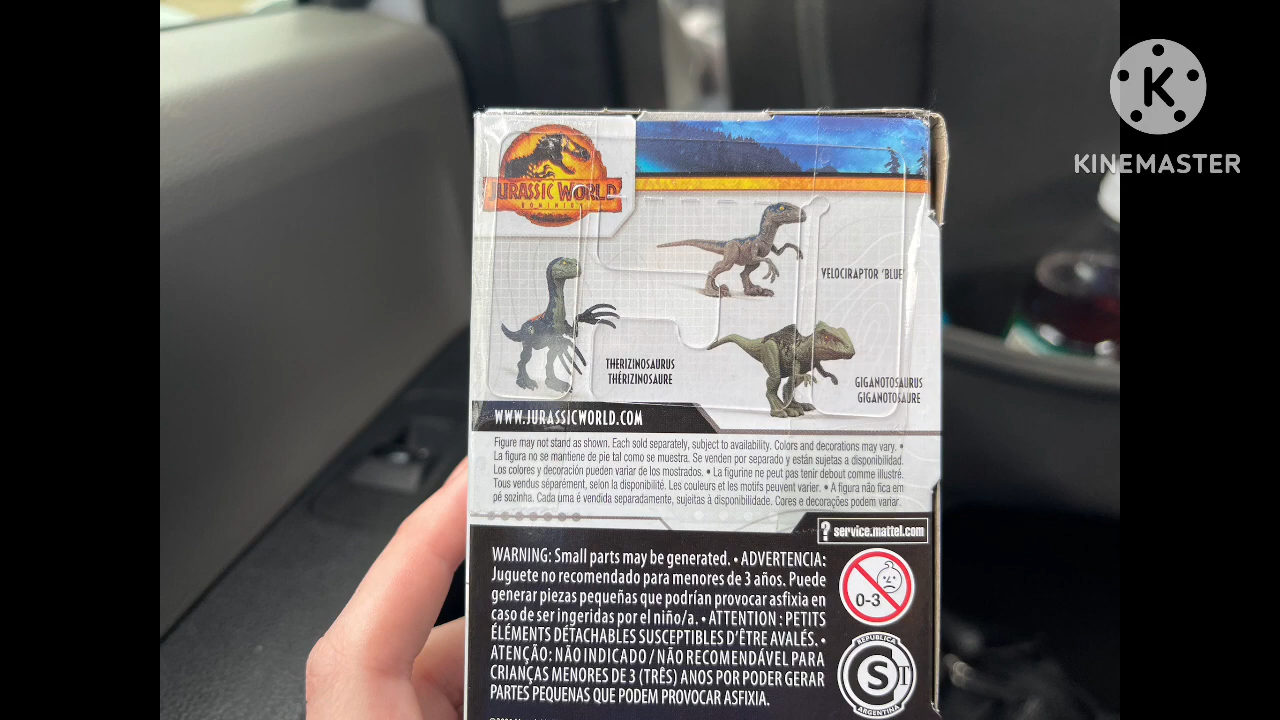 KINEMASTER
JURASSIC WORLD
DOMINION
VELOCIRAPTOR 'BLUE'
THERIZINOSAURUS
THÉRIZINOSAURE
GIGANOTOSAURUS
GIGANOTOSAURE
WWW.JURASSICWORLD.COM
Figure may not stand as shown. Each sold separately, subject to availability. Colors and decorations may vary. •
La figura no se mantiene de pie tal como se muestra. Se venden por separado y están sujetas a disponibilidad.
Los colores y decoración pueden variar de los mostrados. • La figurine ne peut pas tenir debout comme illustré.
Tous vendus séparément, selon la disponibilité. Les couleurs et les motifs peuvent varier. • A figura não fica em
pé sozinha. Cada uma é vendida separadamente, sujeitas à disponibilidade. Cores e decorações podem variar.
? service.mattel.com
WARNING: Small parts may be generated. • ADVERTENCIA:
Juguete no recomendado para menores de 3 años. Puede
generar piezas pequeñas que podrían provocar asfixia en
caso de ser ingeridas por el niño/a. • ATTENTION : PETITS
ÉLÉMENTS DÉTACHABLES SUSCEPTIBLES D'ÊTRE AVALÉS. •
ATENÇÃO: NÃO INDICADO / NÃO RECOMENDÁVEL PARA
CRIANÇAS MENORES DE 3 (TRÊS) ANOS POR PODER GERAR
PARTES PEQUENAS QUE PODEM PROVOCAR ASFIXIA.
0-3
REPUBLICA
S T
ARGENTINA